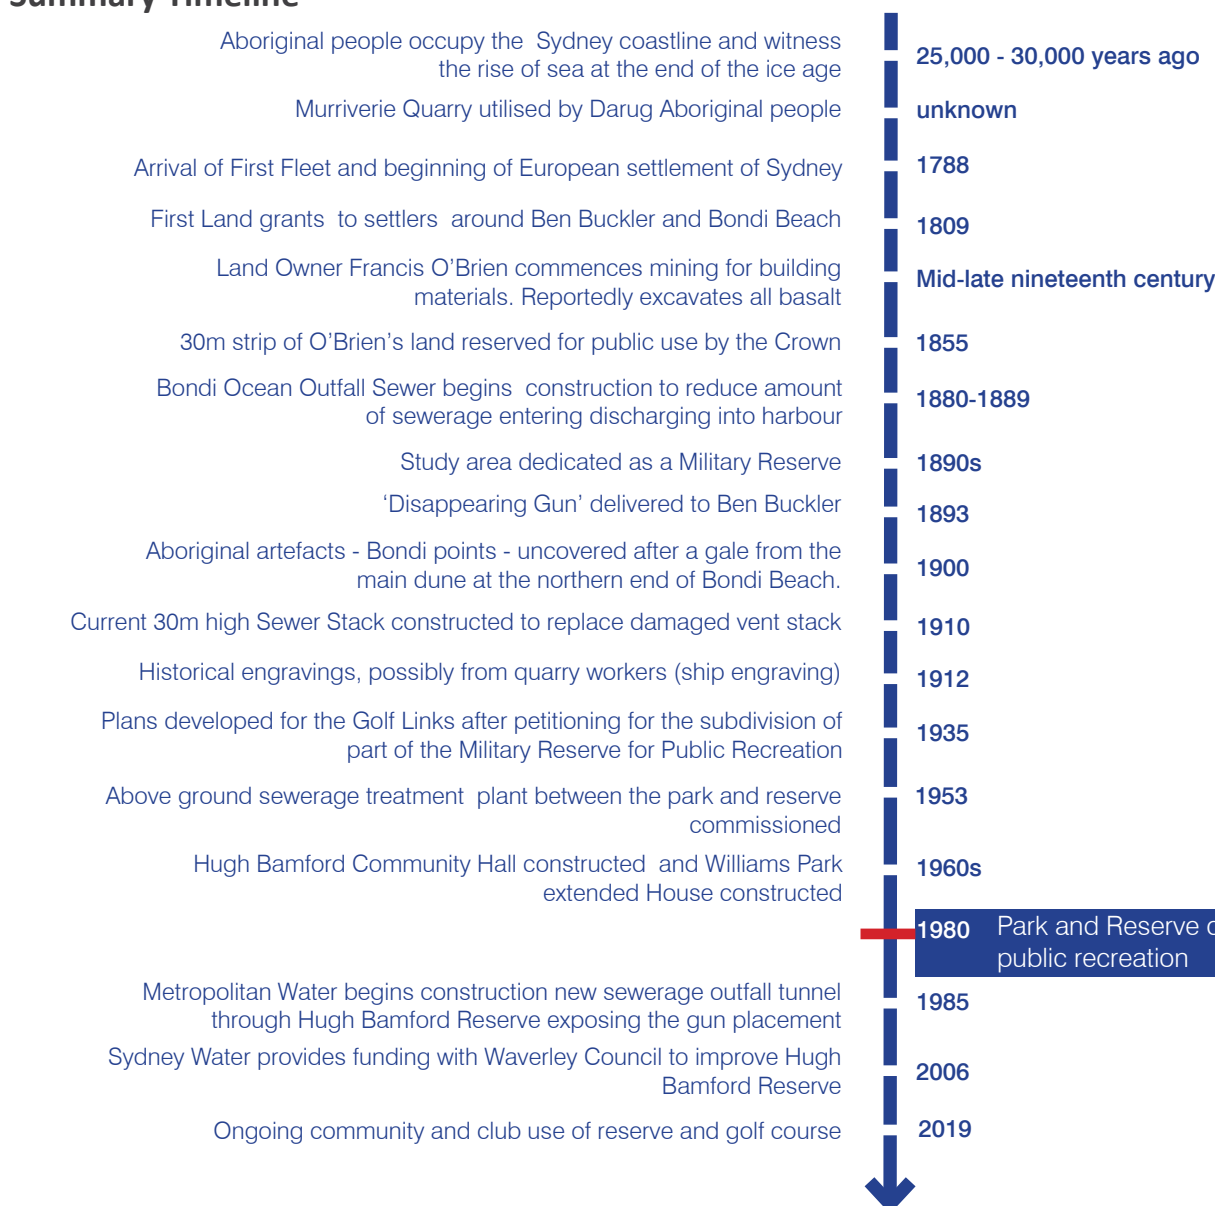 Summary Timeline
Aboriginal people occupy the Sydney coastline and witness
the rise of sea at the end of the ice age
25,000 - 30,000 years ago
Murriverie Quarry utilised by Darug Aboriginal people
unknown
Arrival of First Fleet and beginning of European settlement of Sydney
1788
First Land grants to settlers around Ben Buckler and Bondi Beach
1809
Land Owner Francis O'Brien commences mining for building
materials. Reportedly excavates all basalt
Mid-late nineteenth century
30m strip of O'Brien's land reserved for public use by the Crown
1855
Bondi Ocean Outfall Sewer begins construction to reduce amount
of sewerage entering discharging into harbour
1880-1889
Study area dedicated as a Military Reserve
1890s
‘Disappearing Gun’ delivered to Ben Buckler
1893
Aboriginal artefacts - Bondi points - uncovered after a gale from the
main dune at the northern end of Bondi Beach.
1900
Current 30m high Sewer Stack constructed to replace damaged vent stack
1910
Historical engravings, possibly from quarry workers (ship engraving)
1912
Plans developed for the Golf Links after petitioning for the subdivision of
part of the Military Reserve for Public Recreation
1935
Above ground sewerage treatment plant between the park and reserve
commissioned
1953
Hugh Bamford Community Hall constructed and Williams Park
extended House constructed
1960s
1980 Park and Reserve
public recreation
Metropolitan Water begins construction new sewerage outfall tunnel
through Hugh Bamford Reserve exposing the gun placement
1985
Sydney Water provides funding with Waverley Council to improve Hugh
Bamford Reserve
2006
Ongoing community and club use of reserve and golf course
2019